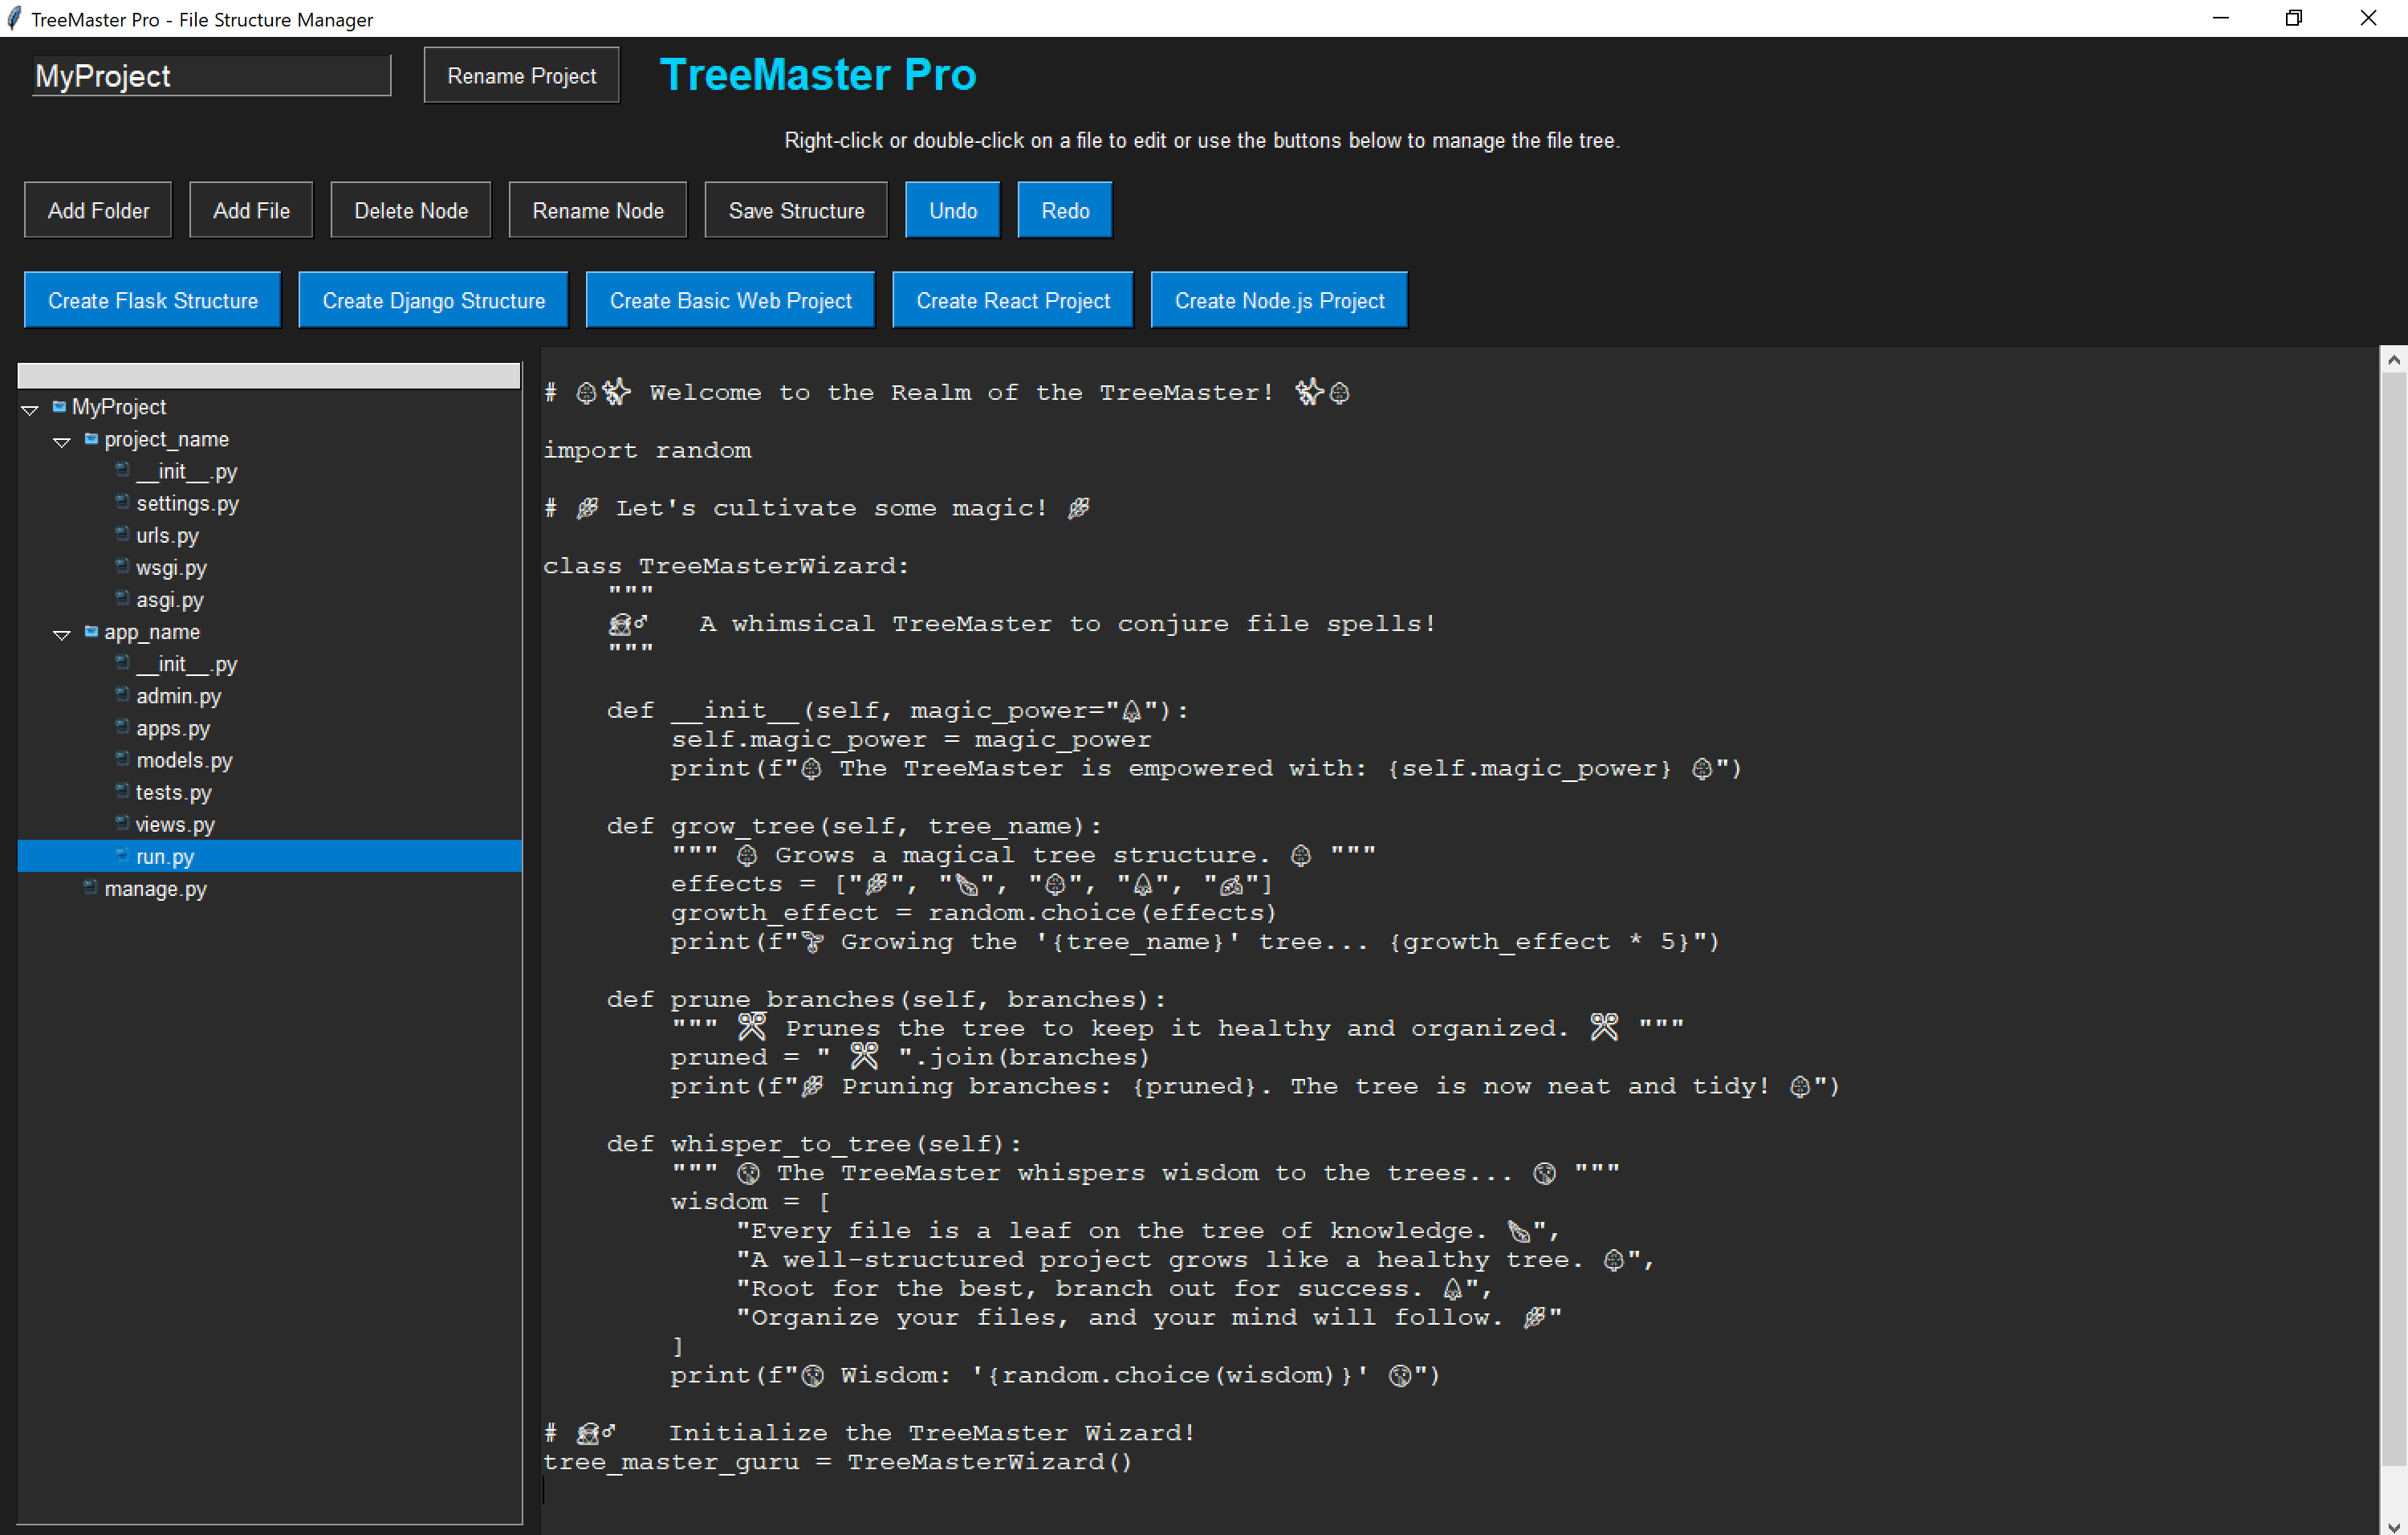 TreeMaster Pro - File Structure Manager
MyProject
Rename Project
TreeMaster Pro
Right-click or double-click on a file to edit or use the buttons below to manage the file tree.
Add Folder
Add File
Delete Node
Rename Node
Save Structure
Undo
Redo
Create Flask Structure
Create Django Structure
Create Basic Web Project
Create React Project
Create Node.js Project
MyProject
project_name
__init__.py
settings.py
urls.py
wsgi.py
asgi.py
app_name
__init__.py
admin.py
apps.py
models.py
tests.py
views.py
run.py
manage.py
# 🌳✨ Welcome to the Realm of the TreeMaster! ✨🌳
import random
# 🌿 Let's cultivate some magic! 🌿
class TreeMasterWizard:
    """
    🧙‍♂️ A whimsical TreeMaster to conjure file spells!
    """
    def __init__(self, magic_power="🌲"):
        self.magic_power = magic_power
        print(f"🌳 The TreeMaster is empowered with: {self.magic_power} 🌳")
    def grow_tree(self, tree_name):
        """ 🌳 Grows a magical tree structure. 🌳 """
        effects = ["🌿", "🍃", "🌳", "🌲", "🍂"]
        growth_effect = random.choice(effects)
        print(f"🌱 Growing the '{tree_name}' tree... {growth_effect * 5}")
    def prune_branches(self, branches):
        """ ✂️ Prunes the tree to keep it healthy and organized. ✂️ """
        pruned = " ✂️ ".join(branches)
        print(f"🌿 Pruning branches: {pruned}. The tree is now neat and tidy! 🌳")
    def whisper_to_tree(self):
        """ 🌬️ The TreeMaster whispers wisdom to the trees... 🌬️ """
        wisdom = [
            "Every file is a leaf on the tree of knowledge. 🍃",
            "A well-structured project grows like a healthy tree. 🌳",
            "Root for the best, branch out for success. 🌲",
            "Organize your files, and your mind will follow. 🌿"
        ]
        print(f"🌬️ Wisdom: '{random.choice(wisdom)}' 🌬️")
# 🧙‍♂️ Initialize the TreeMaster Wizard!
tree_master_guru = TreeMasterWizard()